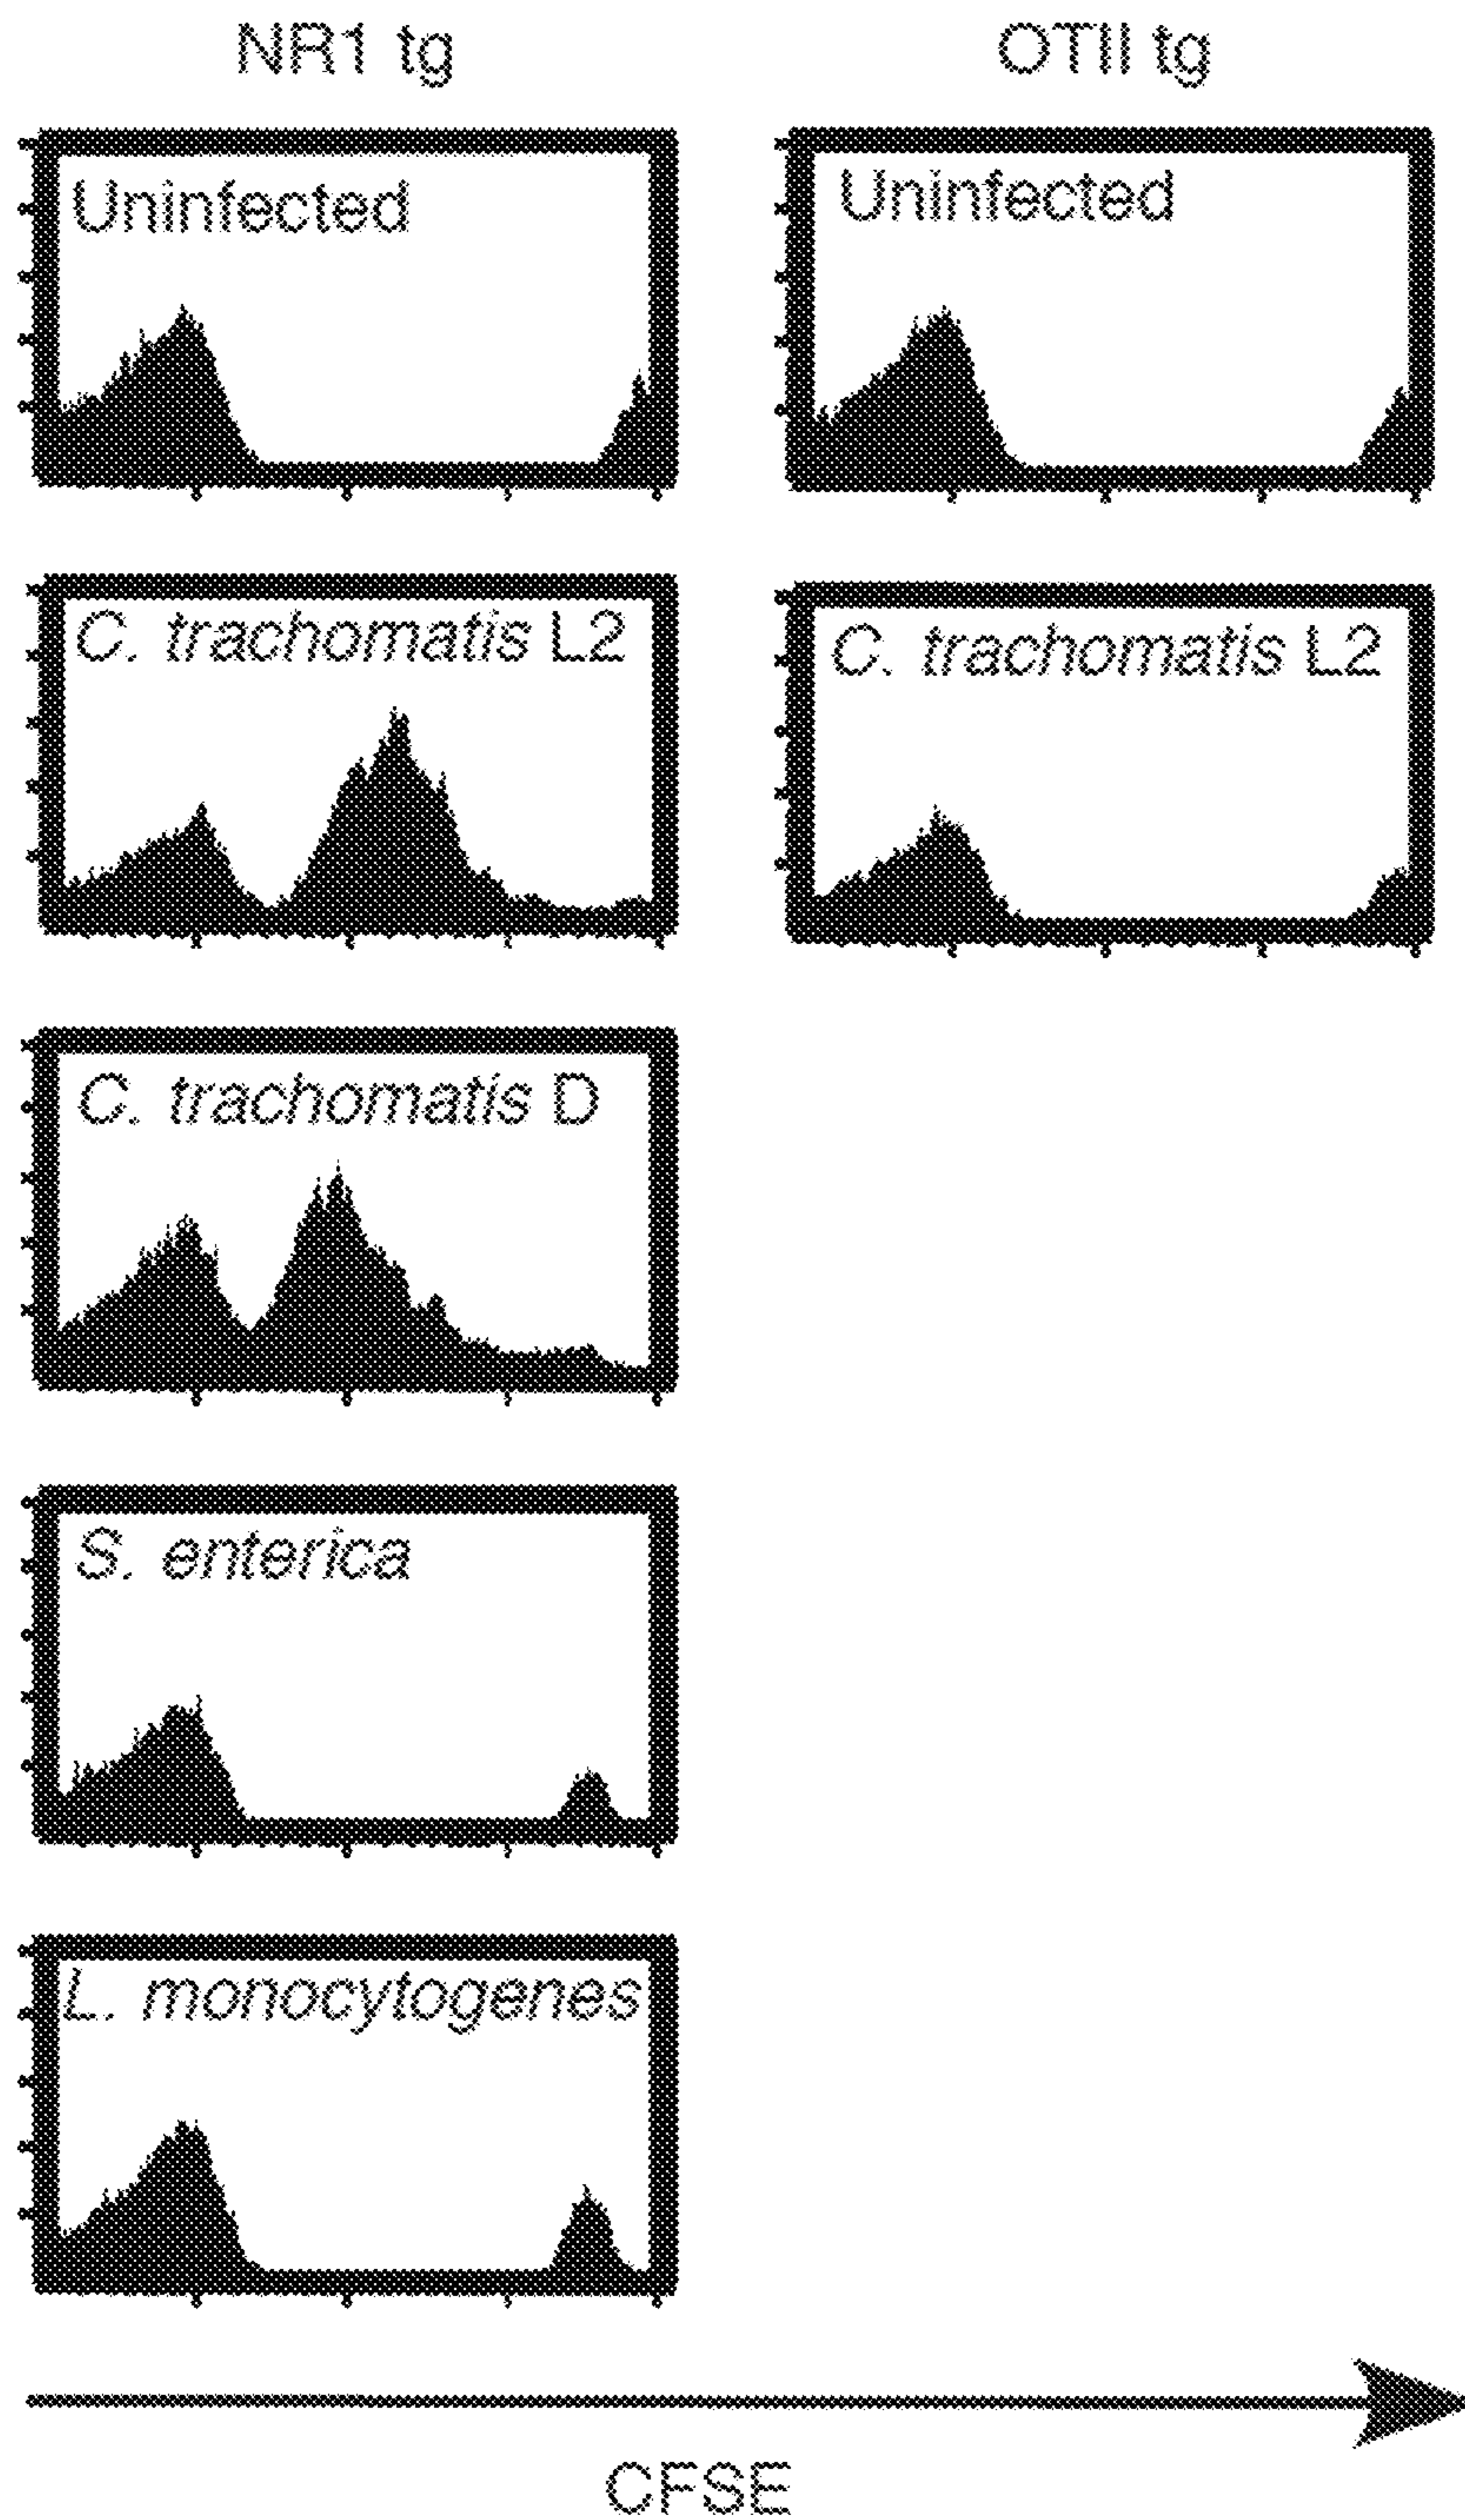 NR1 tg
OTII tg
Uninfected
Uninfected
C. trachomatis L2
C. trachomatis L2
C. trachomatis D
S. enterica
L. monocytogenes
CFSE